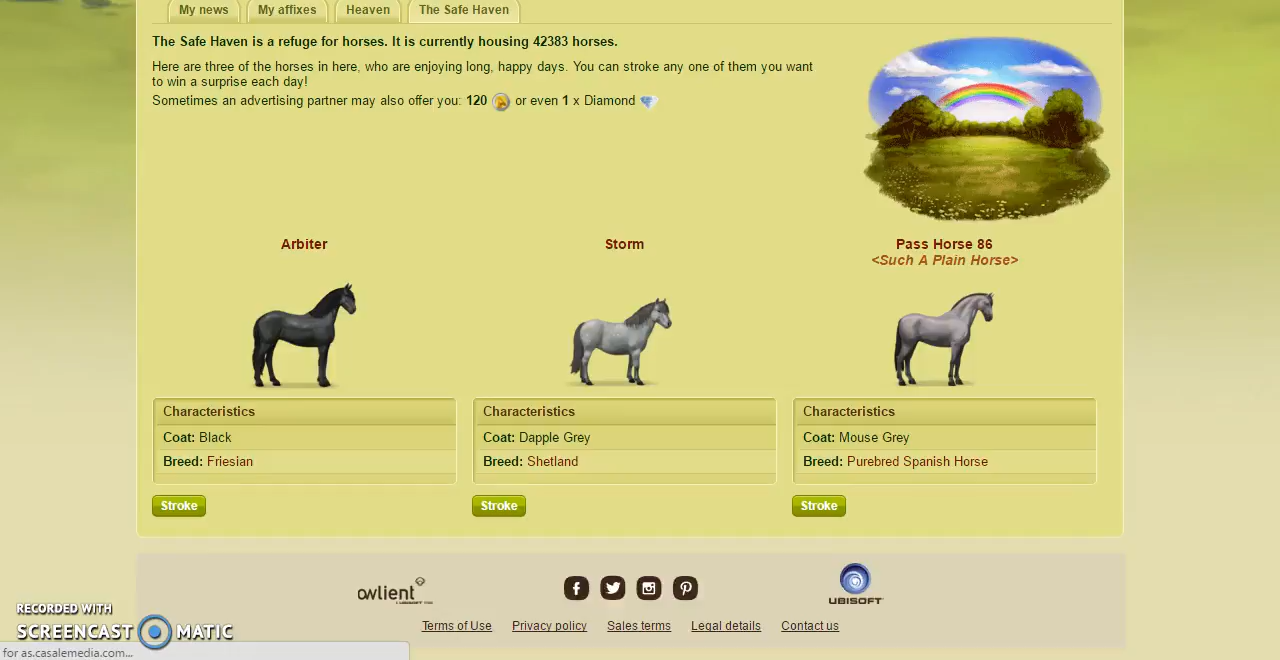 My news
My affixes
Heaven
The Safe Haven
The Safe Haven is a refuge for horses. It is currently housing 42383 horses.
Here are three of the horses in here, who are enjoying long, happy days. You can stroke any one of them you want
to win a surprise each day!
Sometimes an advertising partner may also offer you: 120 or even 1 x Diamond
Arbiter
Storm
Pass Horse 86
<Such A Plain Horse>
Characteristics
Coat: Black
Breed: Friesian
Stroke
Characteristics
Coat: Dapple Grey
Breed: Shetland
Stroke
Characteristics
Coat: Mouse Grey
Breed: Purebred Spanish Horse
Stroke
owlient
UBISOFT
Terms of Use
Privacy policy
Sales terms
Legal details
Contact us
RECORDED WITH
SCREENCAST MATIC
for as.casalemedia.com...